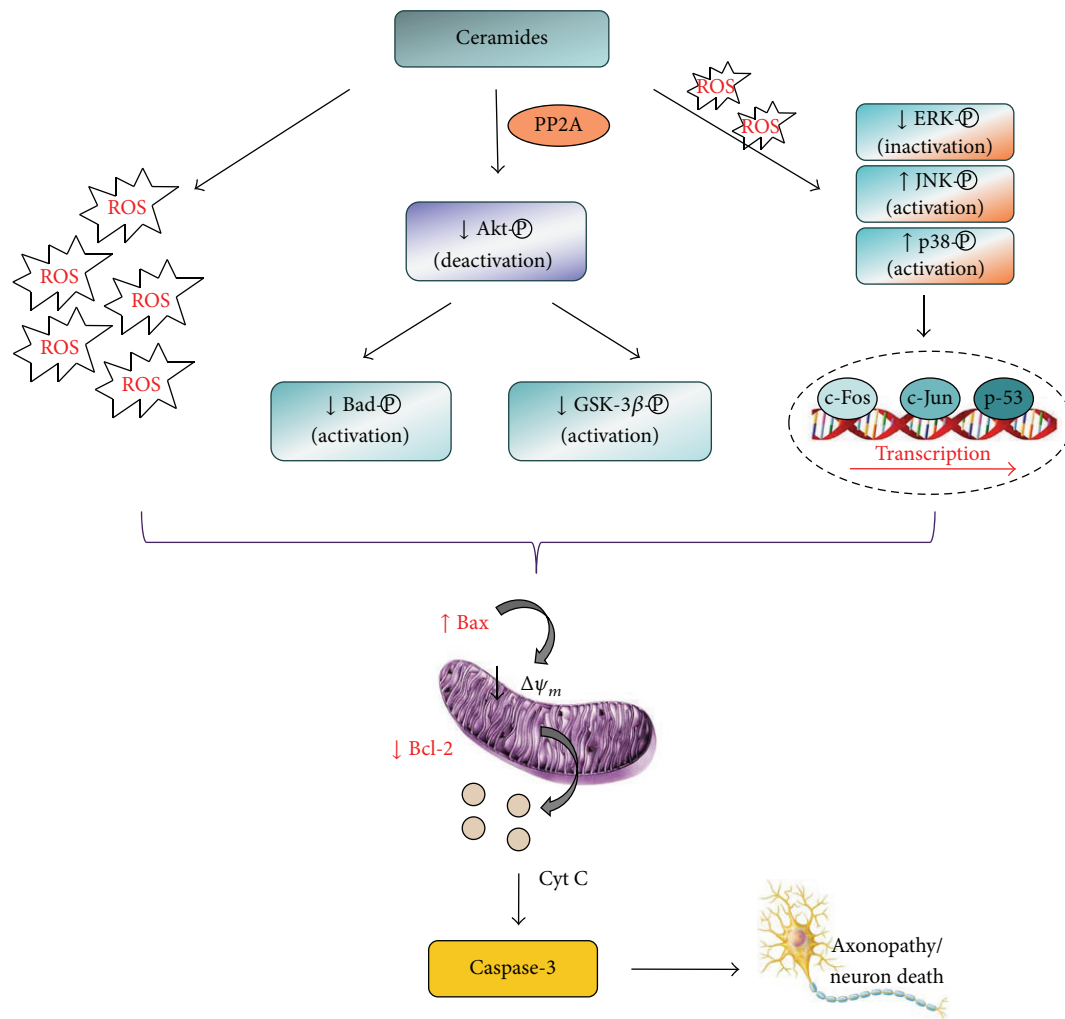 Ceramides
PP2A
ROS
ROS
↓ ERK-Ⓟ
(inactivation)
↑ JNK-Ⓟ
(activation)
↑ p38-Ⓟ
(activation)
ROS
ROS
ROS
ROS
ROS
↓ Akt-Ⓟ
(deactivation)
↓ Bad-Ⓟ
(activation)
↓ GSK-3β-Ⓟ
(activation)
c-Fos
c-Jun
p-53
Transcription
↑ Bax
Δψₘ
↓ Bcl-2
Cyt C
Caspase-3
Axonopathy/
neuron death